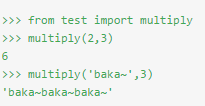 >>> from test import multiply
>>> multiply(2,3)
6
>>> multiply('baka~',3)
'baka~baka~baka~'